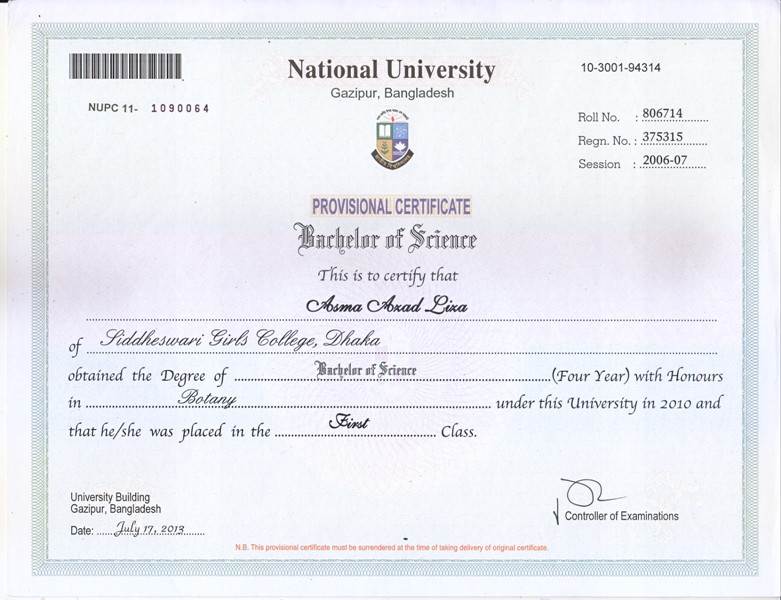 National University
10-3001-94314
Gazipur, Bangladesh
NUPC 11- 1090064
Roll No. : 806714
Regn. No. : 375315
Session : 2006-07
PROVISIONAL CERTIFICATE
Bachelor of Science
This is to certify that
Asma Azad Liza
of Siddheswari Girls College, Dhaka
obtained the Degree of Bachelor of Science (Four Year) with Honours
in Botany under this University in 2010 and
that he/she was placed in the First Class.
University Building
Gazipur, Bangladesh
Date: July 17, 2013
Controller of Examinations
N.B. This provisional certificate must be surrendered at the time of taking delivery of original certificate.